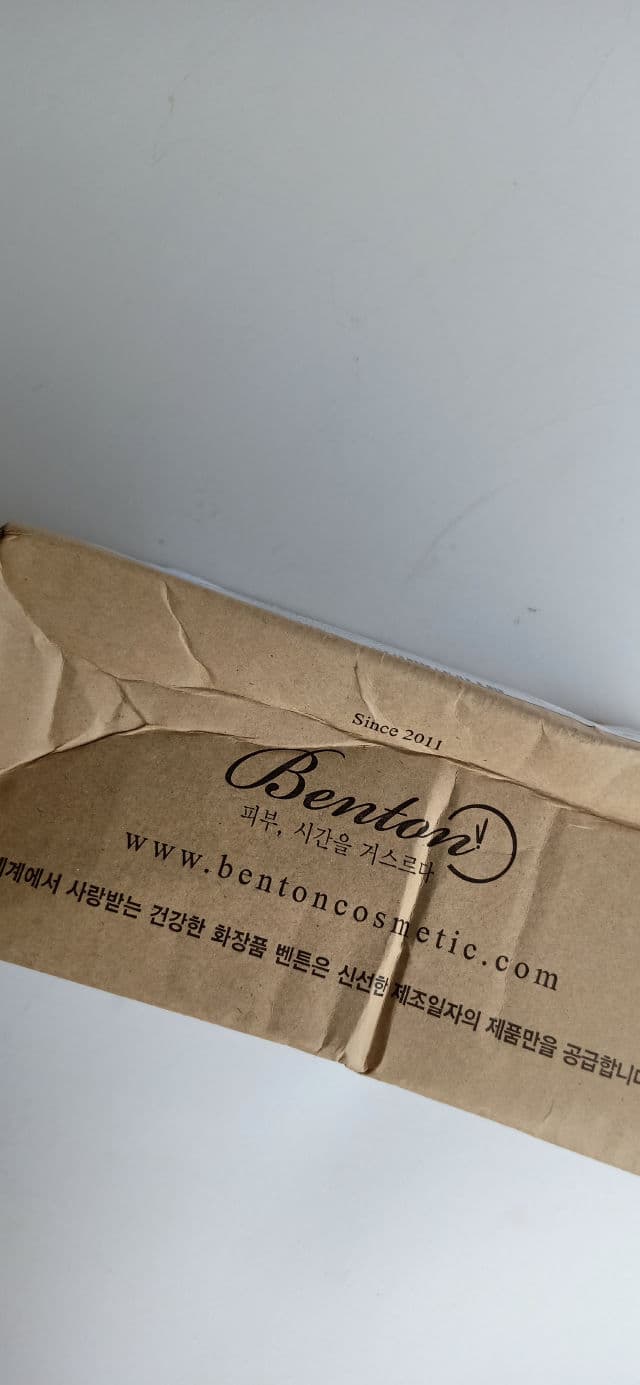 Since 2011
Benton
피부, 시간을 거스르다
www.bentoncosmetic.com
세계에서 사랑받는 건강한 화장품 벤튼은 신선한 제조일자의 제품만을 공급합니다